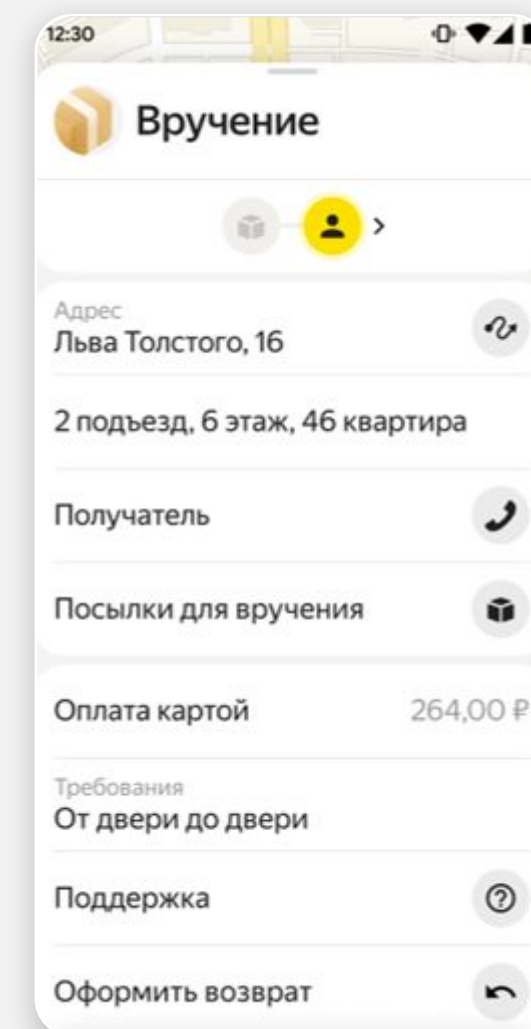 12:30
Вручение
Адрес
Льва Толстого, 16
2 подъезд, 6 этаж, 46 квартира
Получатель
Посылки для вручения
Оплата картой 264,00 ₽
Требования
От двери до двери
Поддержка
Оформить возврат